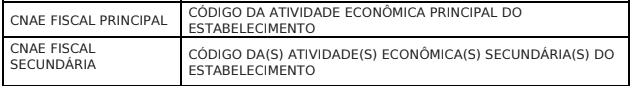 CNAE FISCAL PRINCIPAL
CÓDIGO DA ATIVIDADE ECONÔMICA PRINCIPAL DO
ESTABELECIMENTO
CNAE FISCAL
SECUNDÁRIA
CÓDIGO DA(S) ATIVIDADE(S) ECONÔMICA(S) SECUNDÁRIA(S) DO
ESTABELECIMENTO